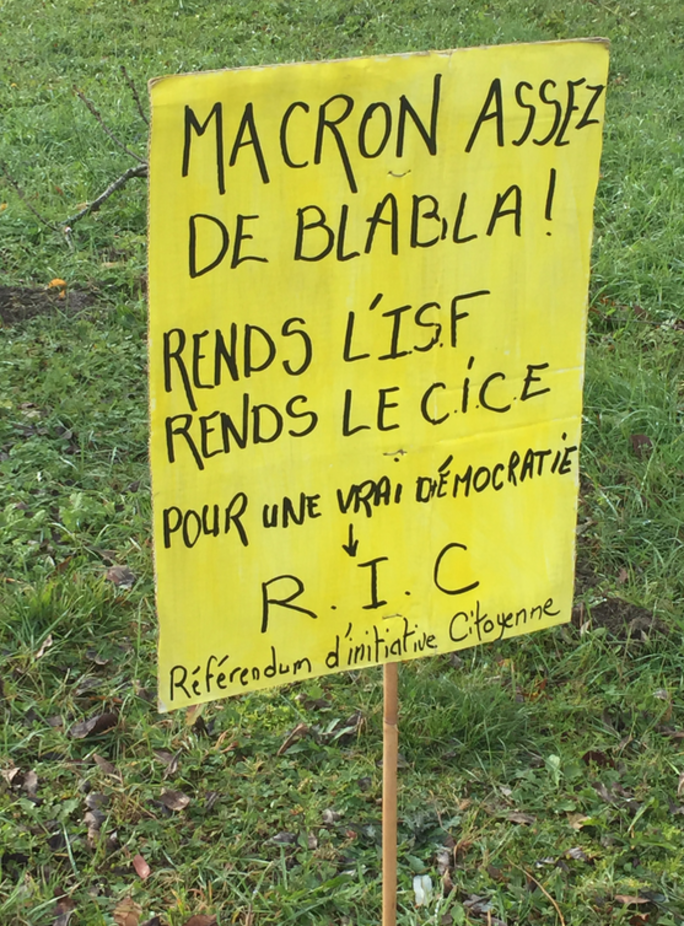 MACRON ASSEZ
DE BLABLA !
RENDS L'I.S.F
RENDS LE C.I.C.E
POUR UNE VRAI DÉMOCRATIE
↓
R.I.C
Référendum d'initiative Citoyenne